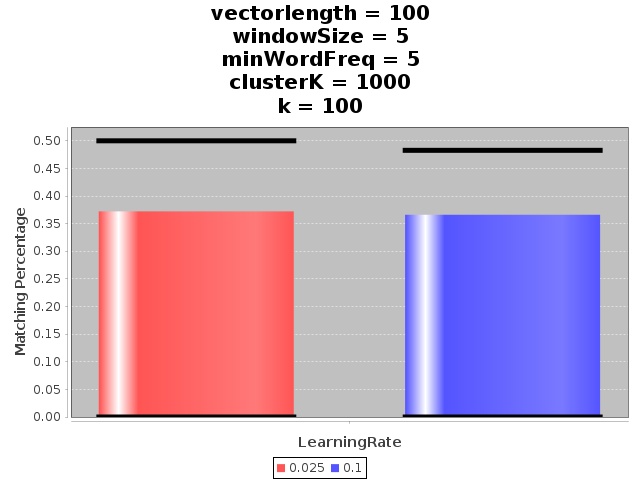 vectorlength = 100
windowSize = 5
minWordFreq = 5
clusterK = 1000
k = 100
0.50
0.45
0.40
0.35
0.30
0.25
0.20
0.15
0.10
0.05
0.00
Matching Percentage
LearningRate
0.025 0.1